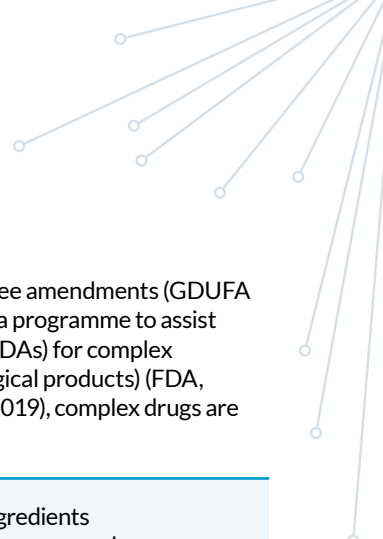 ee amendments (GDUFA
a programme to assist
DAs) for complex
gical products) (FDA,
019), complex drugs are
gredients